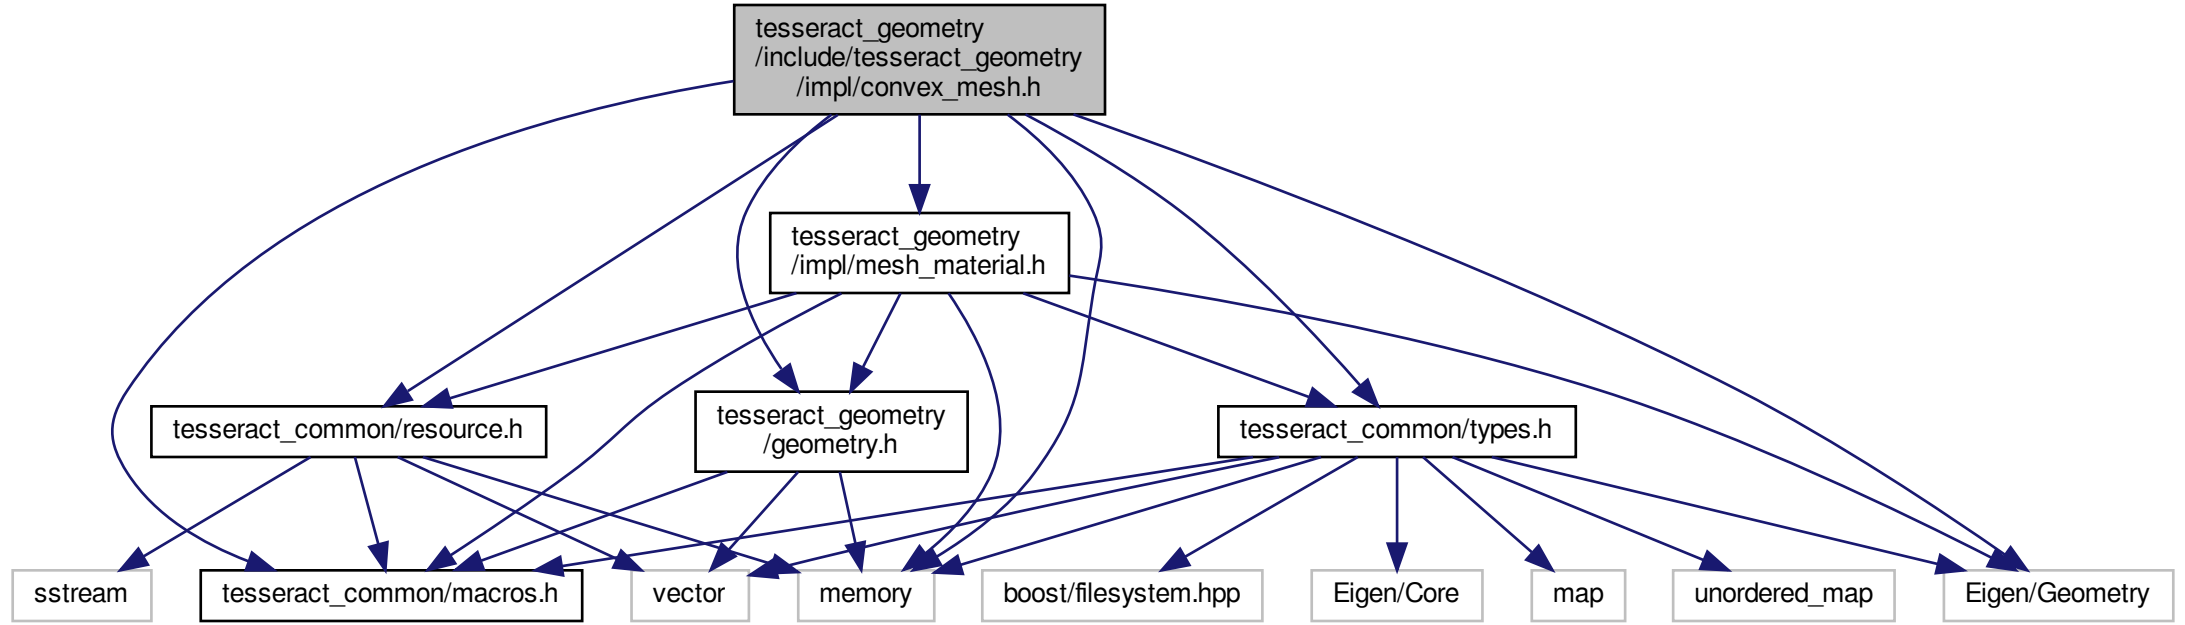 tesseract_geometry
/include/tesseract_geometry
/impl/convex_mesh.h
tesseract_geometry
/impl/mesh_material.h
tesseract_common/resource.h
tesseract_geometry
/geometry.h
tesseract_common/types.h
sstream
tesseract_common/macros.h
vector
memory
boost/filesystem.hpp
Eigen/Core
map
unordered_map
Eigen/Geometry